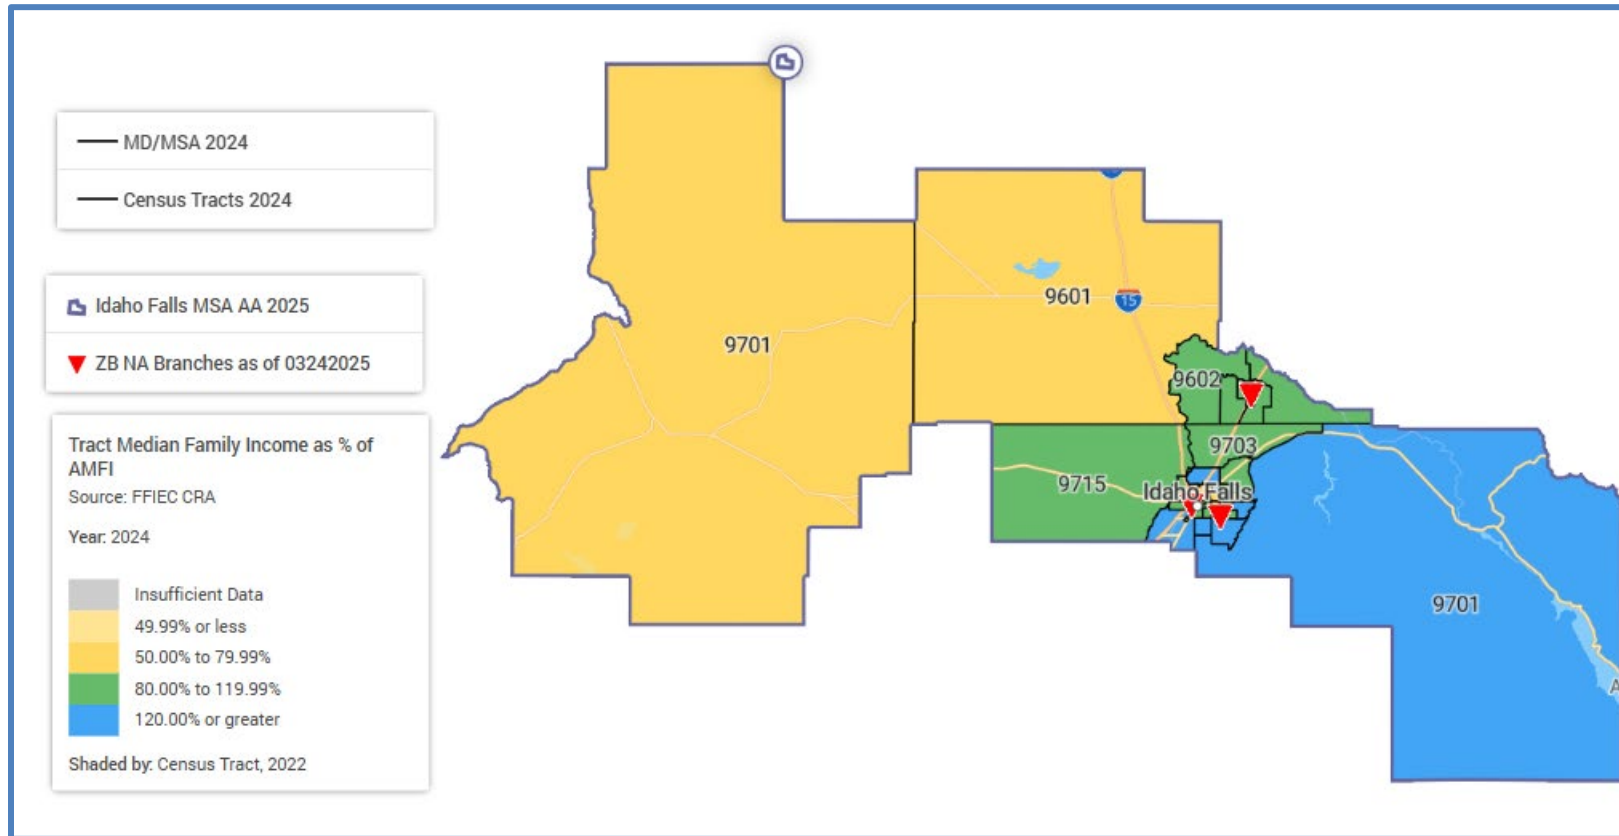 MD/MSA 2024
Census Tracts 2024
Idaho Falls MSA AA 2025
ZB NA Branches as of 03242025
Tract Median Family Income as % of
AMFI
Source: FFIEC CRA
Year: 2024
Insufficient Data
49.99% or less
50.00% to 79.99%
80.00% to 119.99%
120.00% or greater
Shaded by: Census Tract, 2022
9601
15
9701
9602
9703
9715
Idaho Falls
9701
A